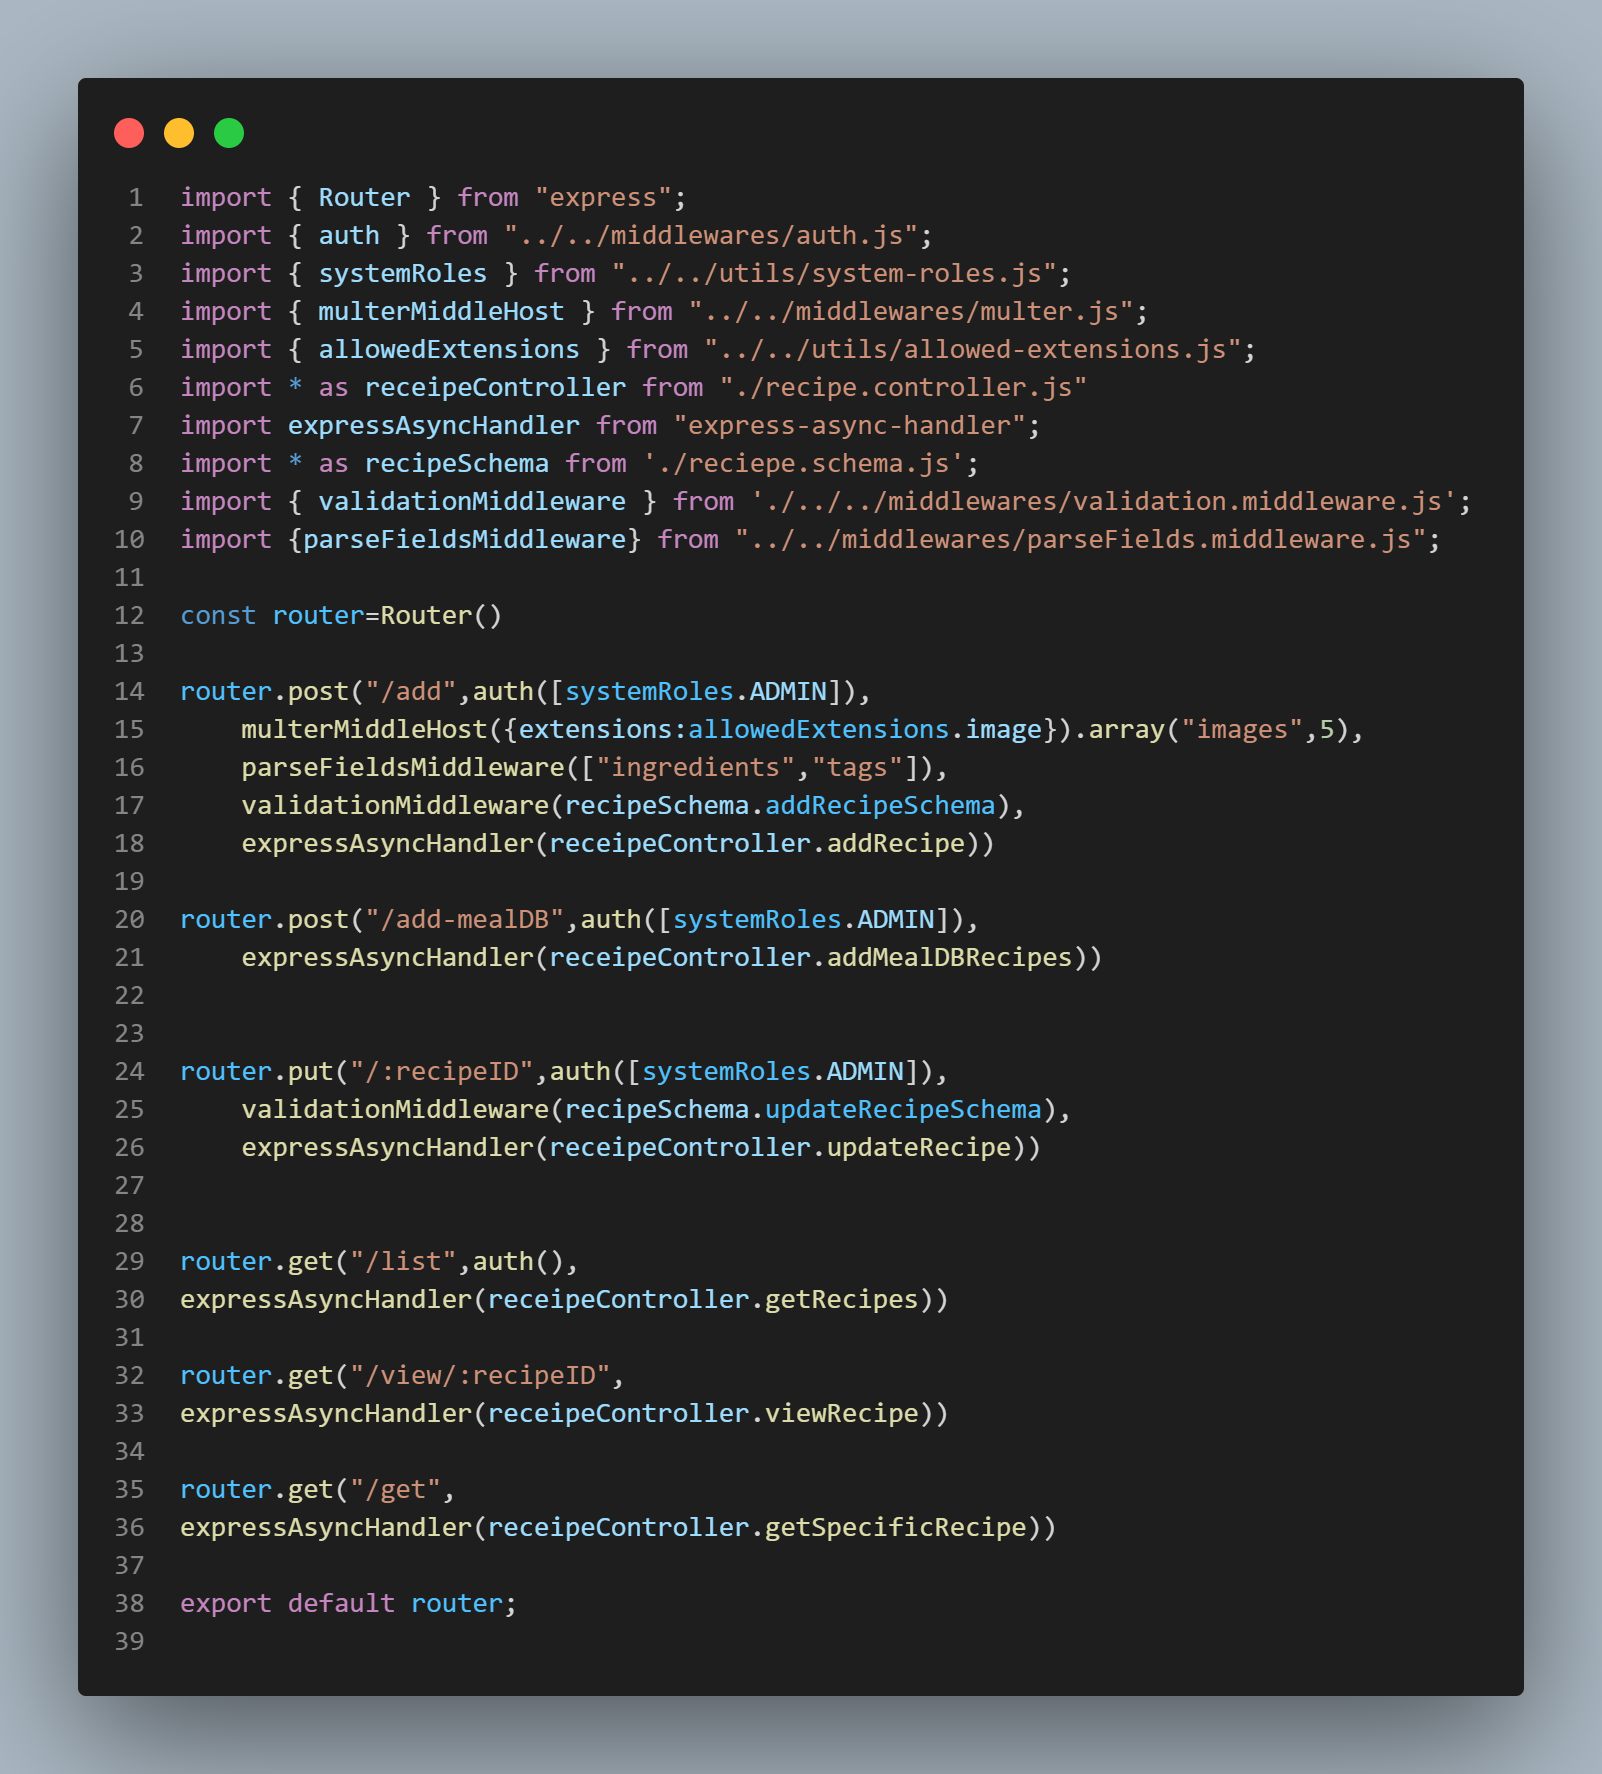 1 import { Router } from "express";
2 import { auth } from "../../middlewares/auth.js";
3 import { systemRoles } from "../../utils/system-roles.js";
4 import { multerMiddleHost } from "../../middlewares/multer.js";
5 import { allowedExtensions } from "../../utils/allowed-extensions.js";
6 import * as receipeController from "./recipe.controller.js"
7 import expressAsyncHandler from "express-async-handler";
8 import * as recipeSchema from './reciepe.schema.js';
9 import { validationMiddleware } from './../../middlewares/validation.middleware.js';
10 import {parseFieldsMiddleware} from "../../middlewares/parseFields.middleware.js";
11
12 const router=Router()
13
14 router.post("/add",auth([systemRoles.ADMIN]),
15     multerMiddleHost({extensions:allowedExtensions.image}).array("images",5),
16     parseFieldsMiddleware(["ingredients","tags"]),
17     validationMiddleware(recipeSchema.addRecipeSchema),
18     expressAsyncHandler(receipeController.addRecipe))
19
20 router.post("/add-mealDB",auth([systemRoles.ADMIN]),
21     expressAsyncHandler(receipeController.addMealDBRecipes))
22
23
24 router.put("/:recipeID",auth([systemRoles.ADMIN]),
25     validationMiddleware(recipeSchema.updateRecipeSchema),
26     expressAsyncHandler(receipeController.updateRecipe))
27
28
29 router.get("/list",auth(),
30 expressAsyncHandler(receipeController.getRecipes))
31
32 router.get("/view/:recipeID",
33 expressAsyncHandler(receipeController.viewRecipe))
34
35 router.get("/get",
36 expressAsyncHandler(receipeController.getSpecificRecipe))
37
38 export default router;
39